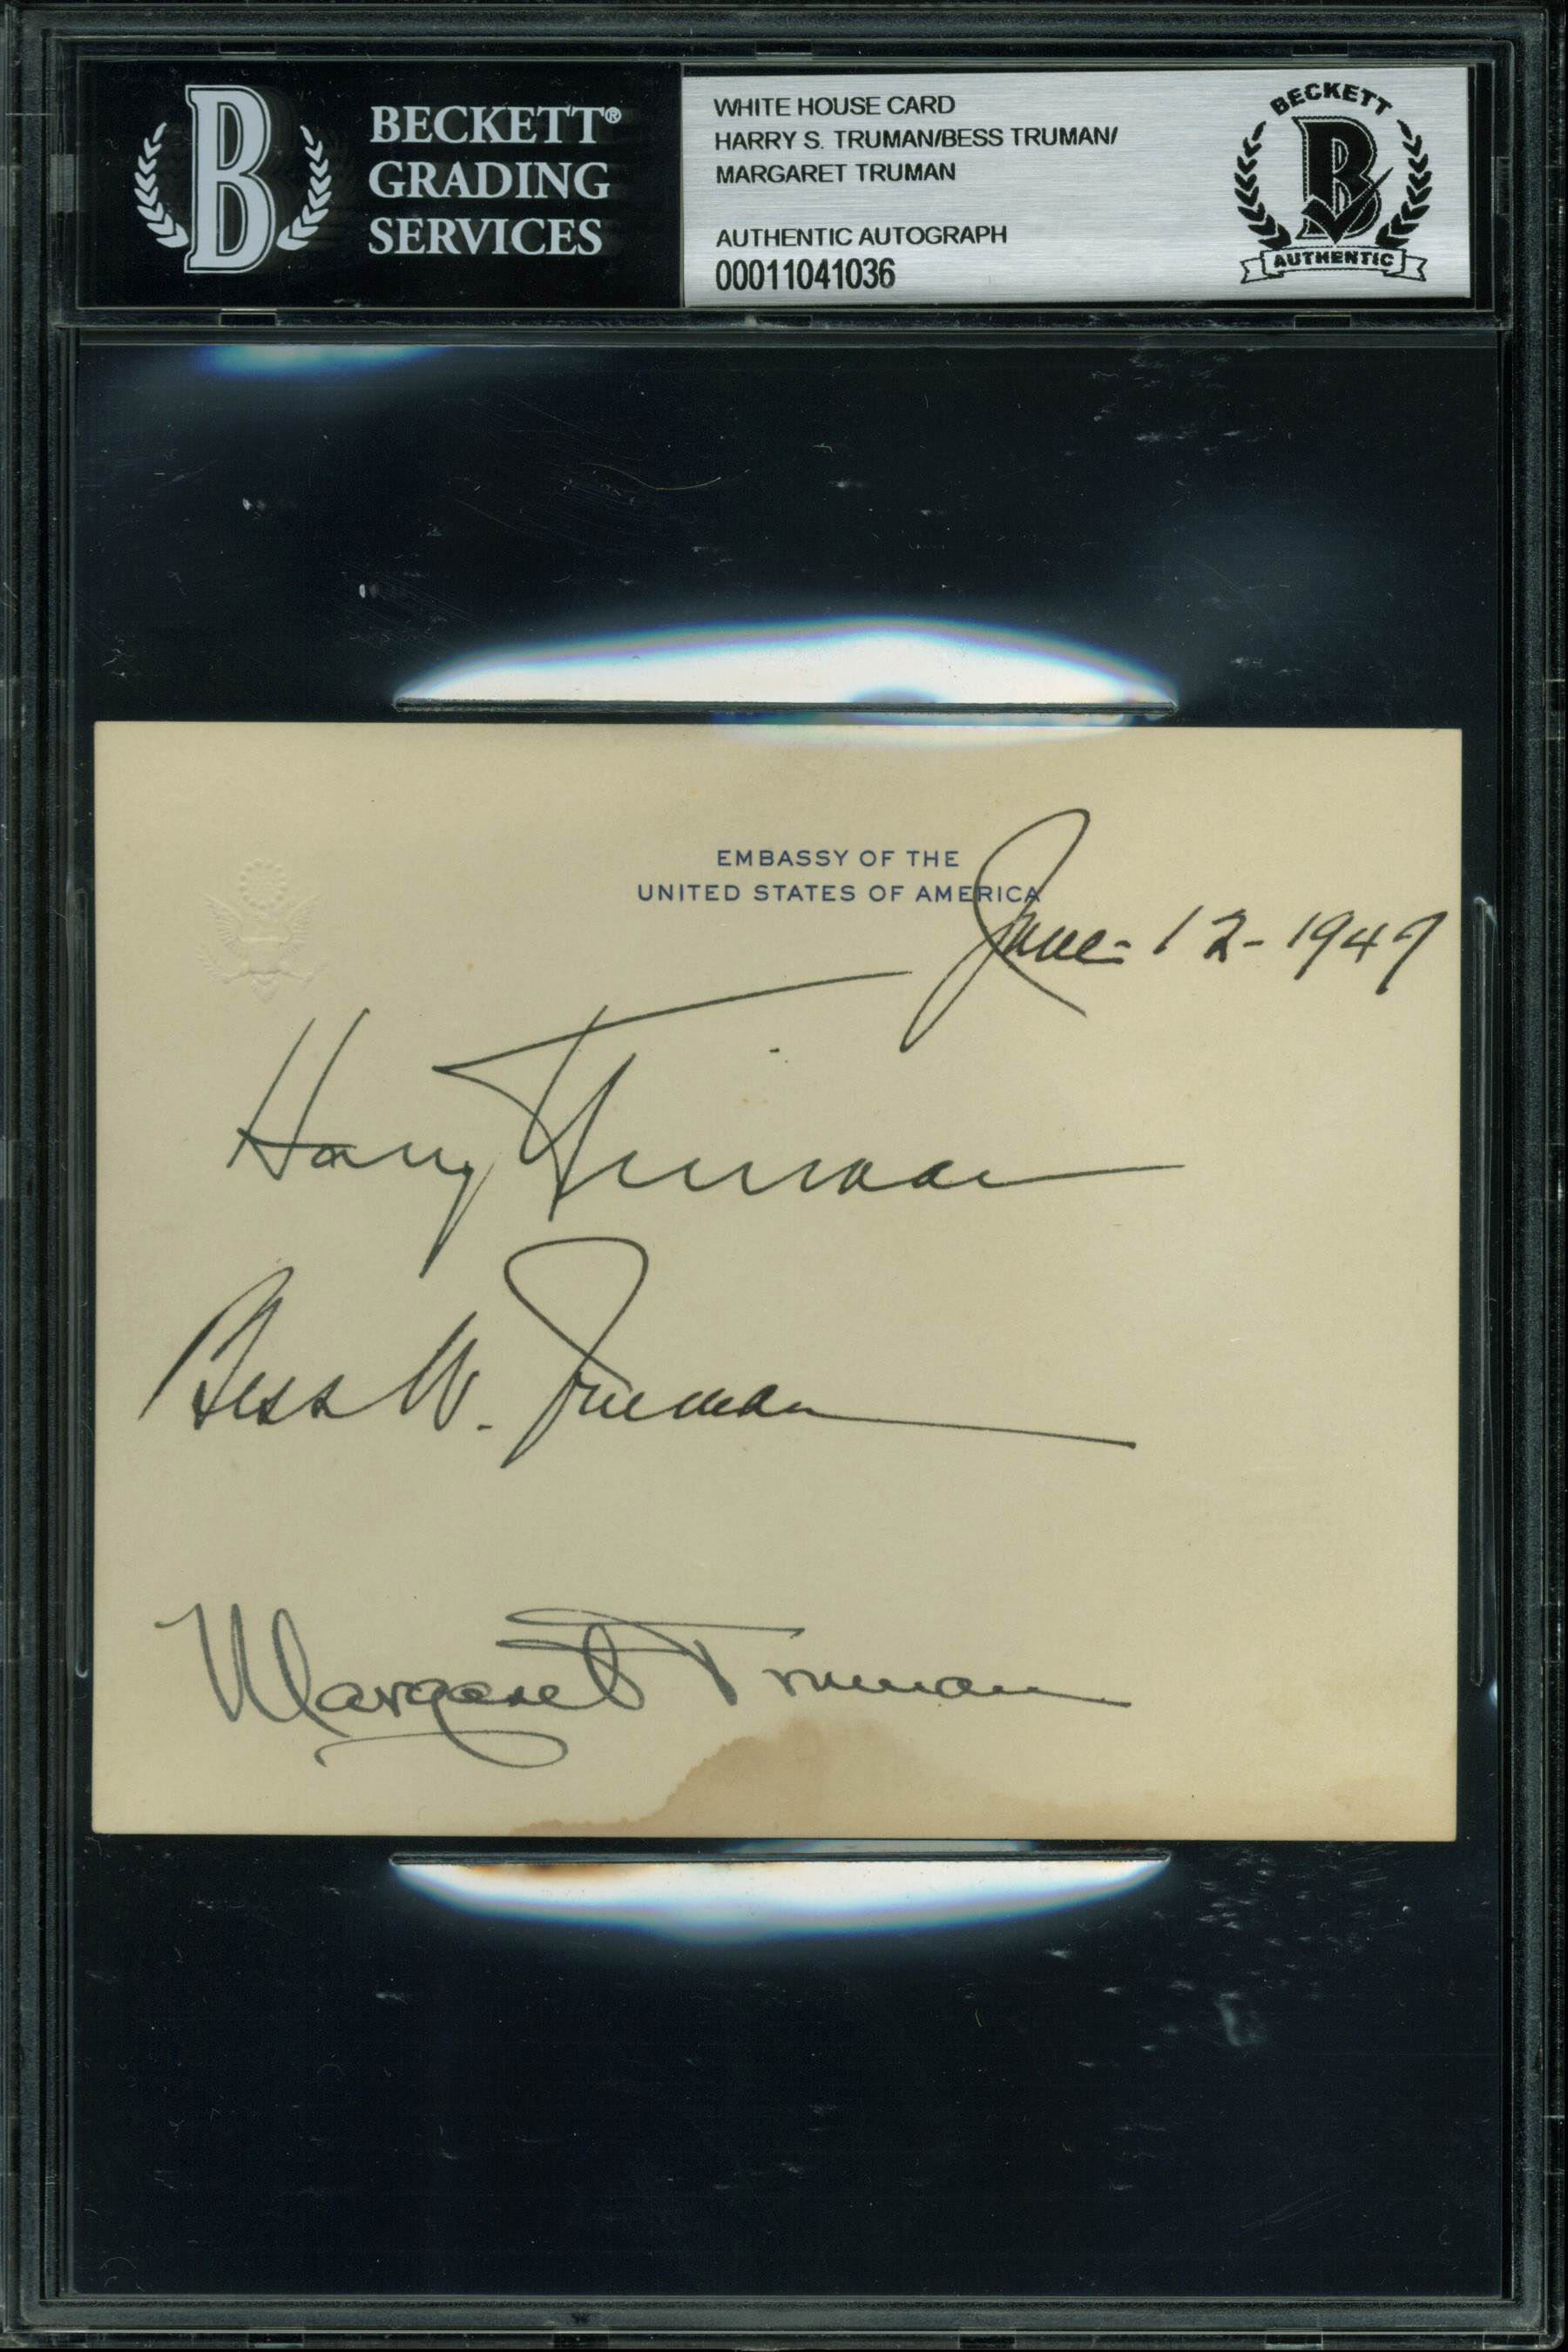 B
BECKETT®
GRADING
SERVICES
WHITE HOUSE CARD
HARRY S. TRUMAN/BESS TRUMAN/
MARGARET TRUMAN
AUTHENTIC AUTOGRAPH
00011041036
BECKETT
B
AUTHENTIC
EMBASSY OF THE
UNITED STATES OF AMERICA
June-12-1947
Harry Truman
Bess W. Truman
Margaret Truman